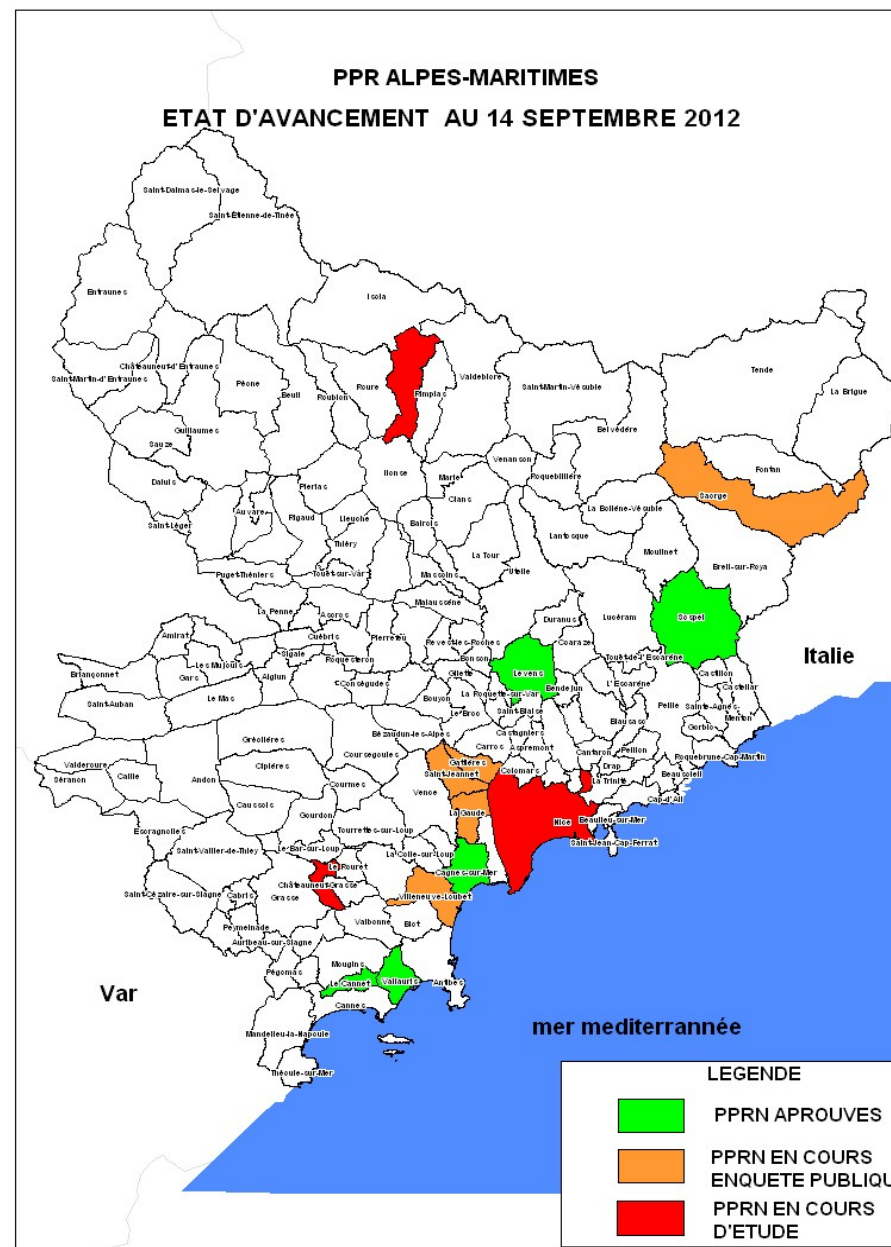 PPR ALPES-MARITIMES
ETAT D'AVANCEMENT AU 14 SEPTEMBRE 2012
Saint-Dalmas-le-Selvage
Saint-Étienne-de-Tinée
Entraunes
Isola
Châteauneuf-d'Entraunes
Saint-Martin-d'Entraunes
Péone
Beuil
Roubion
Roure
Rimplas
Valdeblore
Saint-Martin-Vésubie
Tende
La Brigue
Belvédère
Guillaumes
Sauze
Venanson
Roquebillière
Ilonse
Marie
Clans
Fontan
Saorge
Daluis
Pierlas
Auvare
Rigaud
Lieuche
Saint-Léger
Thiéry
Bairols
La Bollène-Vésubie
Lantosque
Moulinet
La Tour
Utelle
Breil-sur-Roya
Puget-Théniers
Touët-sur-Var
Massoins
Malaussène
La Penne
Ascros
Duranus
Lucéram
Sospel
Amirat
Cuébris
Pierrefeu
Revest-les-Roches
Coaraze
Les Mujouls
Sigale
Roquesteron
Bonson
Touët-de-l'Escarène
Italie
Briançonnet
Gars
Aiglun
Conségudes
Gilette
Levens
Castillon
Bouyon
La Roquette-sur-Var
Bendejun
L'Escarène
Castellar
Saint-Auban
Le Mas
Le Broc
Saint-Blaise
Blausasc
Peille
Sainte-Agnès
Menton
Gorbio
Bézaudun-les-Alpes
Castagniers
Gréolières
Coursegoules
Carros
Aspremont
Cantaron
Peillon
Roquebrune-Cap-Martin
Valderoure
Cipières
Gattières
Saint-Jeannet
Colomars
Drap
La Trinité
Beausoleil
Séranon
Caille
Andon
Courmes
Vence
Cap-d'Ail
Caussols
Gourdon
La Gaude
Nice
Beaulieu-sur-Mer
Escragnolles
Tourrettes-sur-Loup
Saint-Jean-Cap-Ferrat
Saint-Vallier-de-Thiey
Le Bar-sur-Loup
La Colle-sur-Loup
Le Rouret
Cagnes-sur-Mer
Châteauneuf-Grasse
Saint-Cézaire-sur-Siagne
Cabris
Grasse
Villeneuve-Loubet
Peymeinade
Valbonne
Biot
Auribeau-sur-Siagne
Mougins
Pégomas
Le Cannet
Vallauris
Antibes
Var
Cannes
mer mediterrannée
Mandelieu-la-Napoule
Théoule-sur-Mer
LEGENDE
PPRN APROUVES
PPRN EN COURS
ENQUETE PUBLIQU
PPRN EN COURS
D'ETUDE